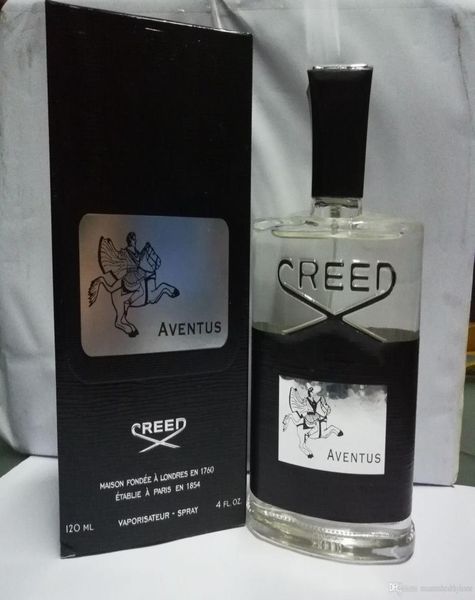 AVENTUS
CREED
MAISON FONDÉE À LONDRES EN 1760
ÉTABLIE À PARIS EN 1854
120 ML VAPORISATEUR - SPRAY 4 FL. OZ.
CREED
AVENTUS